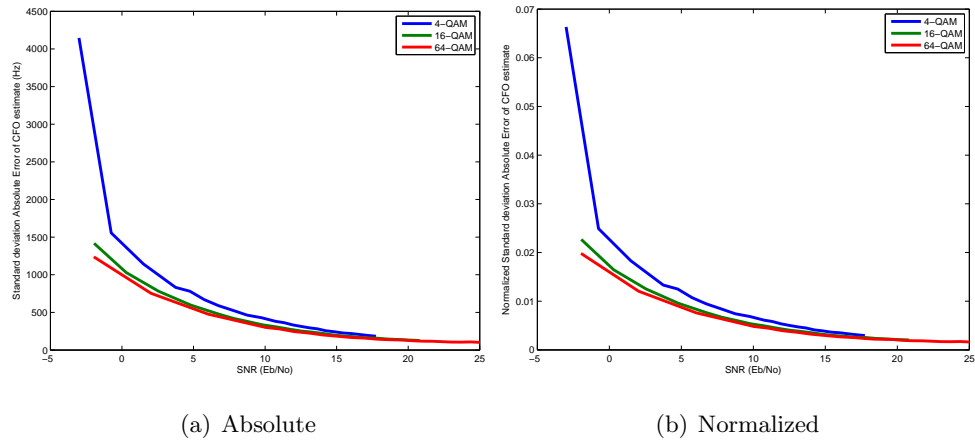 Standard deviation Absolute Error of CFO estimate (Hz)
4500
4000
3500
3000
2500
2000
1500
1000
500
0
−5
0
5
10
15
20
25
SNR (Eb/No)
4−QAM
16−QAM
64−QAM
(a) Absolute
Normalized Standard deviation Absolute Error of CFO estimate
0.07
0.06
0.05
0.04
0.03
0.02
0.01
0
−5
0
5
10
15
20
25
SNR (Eb/No)
4−QAM
16−QAM
64−QAM
(b) Normalized